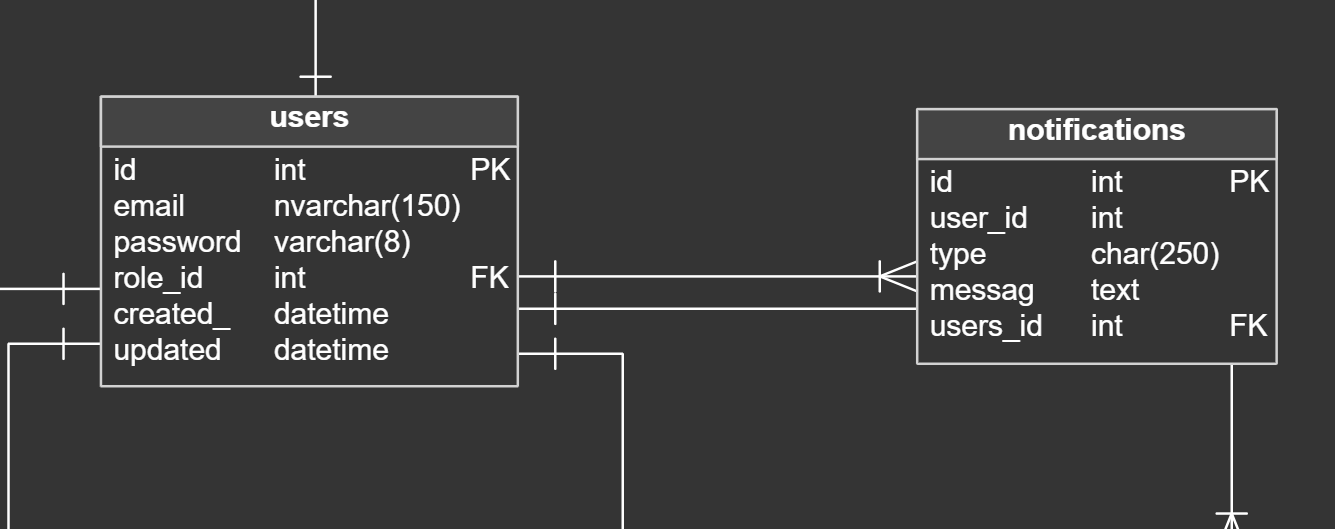 users
id int PK
email nvarchar(150)
password varchar(8)
role_id int FK
created_ datetime
updated datetime
notifications
id int PK
user_id int
type char(250)
messag text
users_id int FK